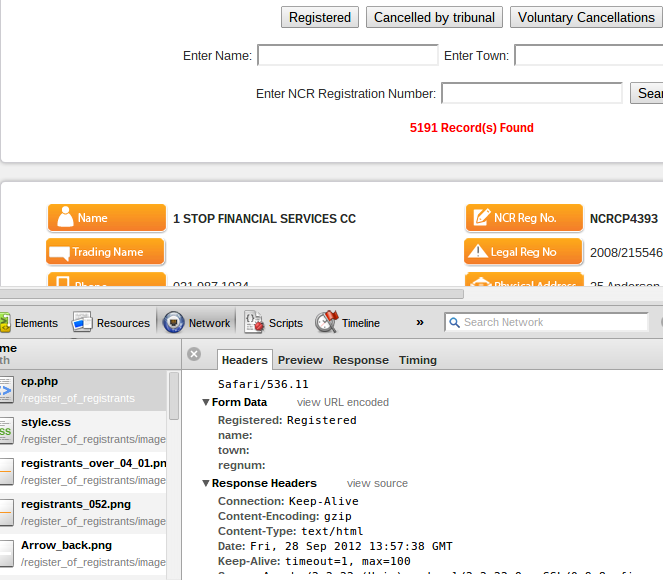 Registered Cancelled by tribunal Voluntary Cancellations
Enter Name: Enter Town:
Enter NCR Registration Number: Sear
5191 Record(s) Found
Name 1 STOP FINANCIAL SERVICES CC NCR Reg No. NCRCP4393
Trading Name Legal Reg No 2008/215546
Phone 021 987 1034 Physical Address 25 Anderson
Elements Resources Network Scripts Timeline » Search Network
me
th
Headers Preview Response Timing
cp.php
/register_of_registrants
style.css
/register_of_registrants/image
registrants_over_04_01.pn
/register_of_registrants/image
registrants_052.png
/register_of_registrants/image
Arrow_back.png
/register_of_registrants/image
Safari/536.11
Form Data view URL encoded
Registered: Registered
name:
town:
regnum:
Response Headers view source
Connection: Keep-Alive
Content-Encoding: gzip
Content-Type: text/html
Date: Fri, 28 Sep 2012 13:57:38 GMT
Keep-Alive: timeout=1, max=100